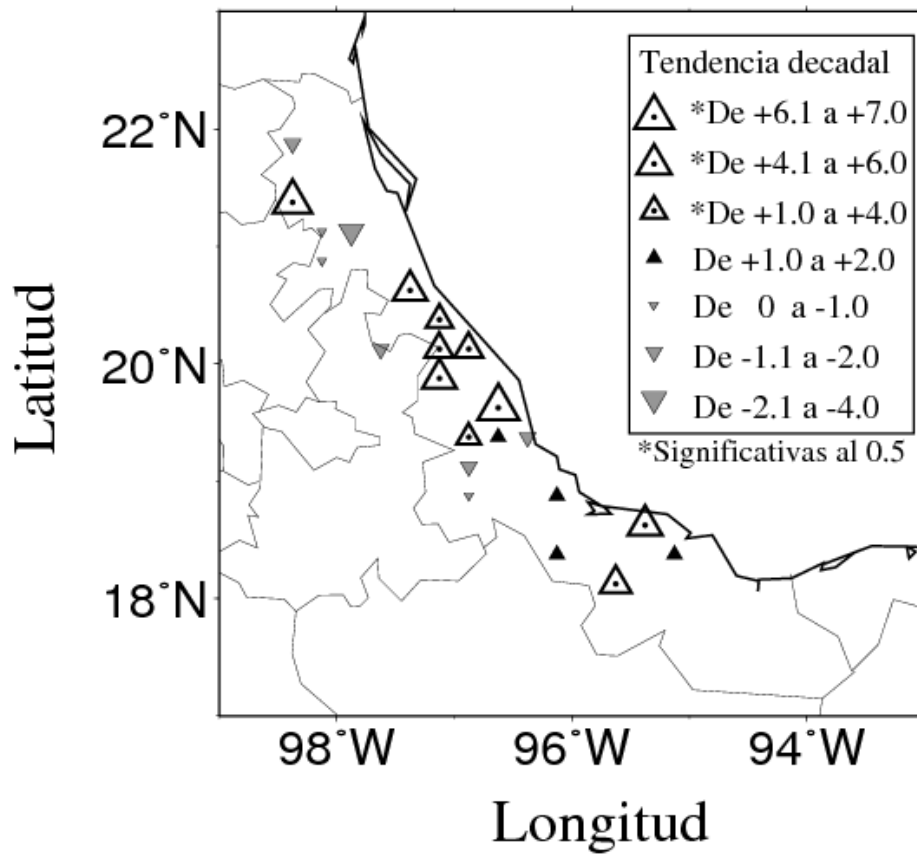 Tendencia decadal
*De +6.1 a +7.0
*De +4.1 a +6.0
*De +1.0 a +4.0
De +1.0 a +2.0
De 0 a -1.0
De -1.1 a -2.0
De -2.1 a -4.0
*Significativas al 0.5
22°N
20°N
18°N
Latitud
98°W 96°W 94°W
Longitud